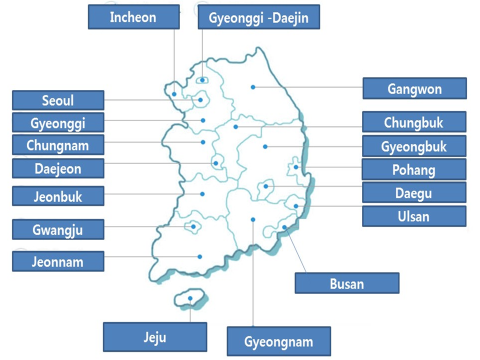 Incheon
Gyeonggi -Daejin
Gangwon
Seoul
Gyeonggi
Chungbuk
Chungnam
Gyeongbuk
Daejeon
Pohang
Daegu
Jeonbuk
Ulsan
Gwangju
Jeonnam
Busan
Jeju
Gyeongnam